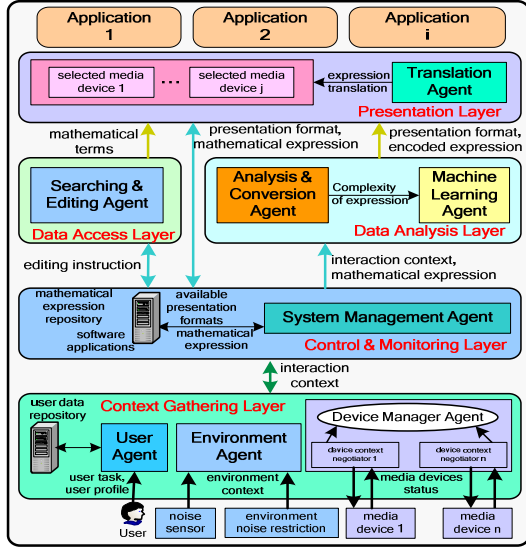 Application
1
Application
2
Application
i
selected media
device 1
...
selected media
device j
expression
translation
Translation
Agent
Presentation Layer
mathematical
terms
presentation format,
mathematical expression
presentation format,
encoded expression
Searching &
Editing Agent
Data Access Layer
Analysis &
Conversion
Agent
Complexity
of expression
Machine
Learning
Agent
Data Analysis Layer
editing instruction
interaction context,
mathematical expression
mathematical
expression
repository
software
applications
available
presentation
formats
mathematical
expression
System Management Agent
Control & Monitoring Layer
interaction
context
user data
repository
Context Gathering Layer
User
Agent
Environment
Agent
Device Manager Agent
device context
negotiator 1
device context
negotiator n
user task,
user profile
environment
context
media devices
status
User
noise
sensor
environment
noise restriction
media
device 1
media
device n